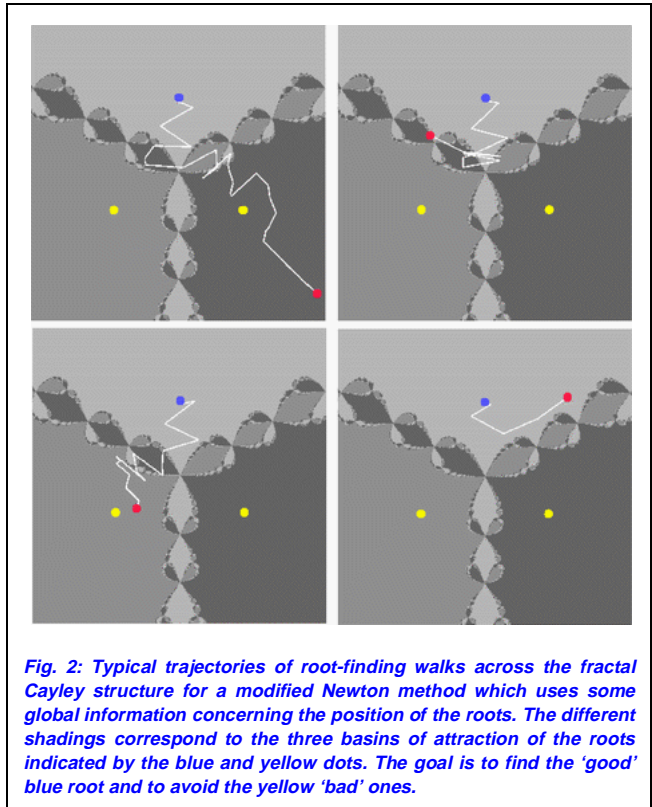 Fig. 2: Typical trajectories of root-finding walks across the fractal
Cayley structure for a modified Newton method which uses some
global information concerning the position of the roots. The different
shadings correspond to the three basins of attraction of the roots
indicated by the blue and yellow dots. The goal is to find the ‘good’
blue root and to avoid the yellow ‘bad’ ones.